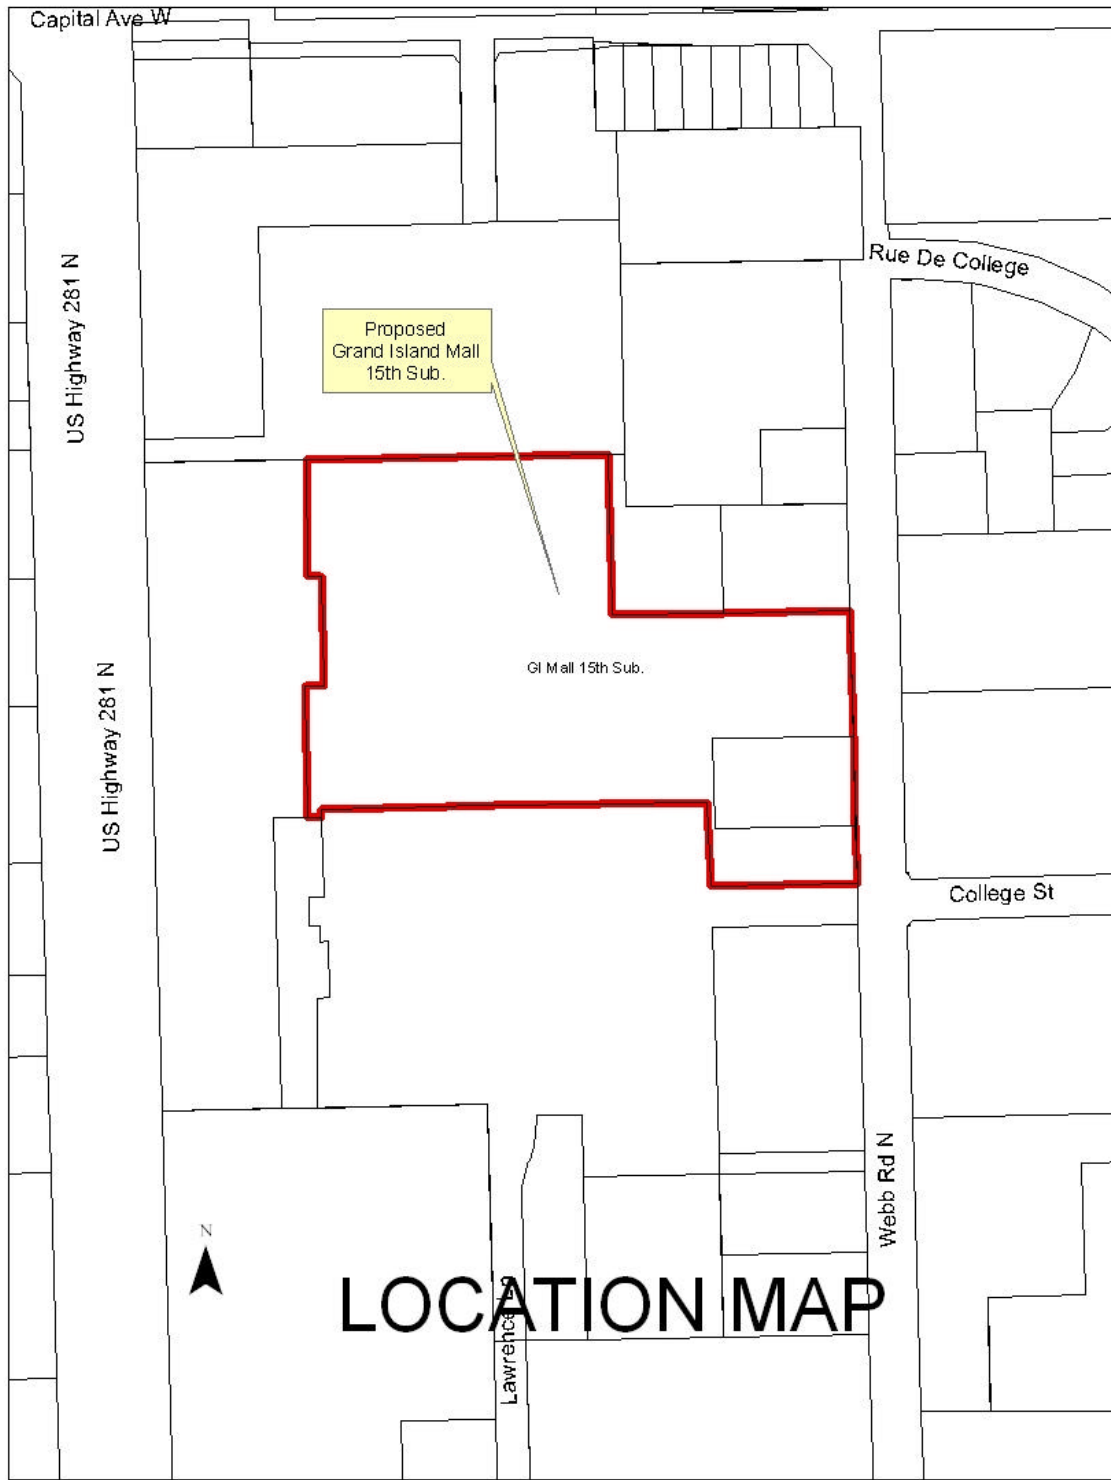 Capital Ave W
US Highway 281 N
Rue De College
Proposed
Grand Island Mall
15th Sub.
GI Mall 15th Sub.
US Highway 281 N
College St
Webb Rd N
N
LOCATION MAP
Lawrence Ln